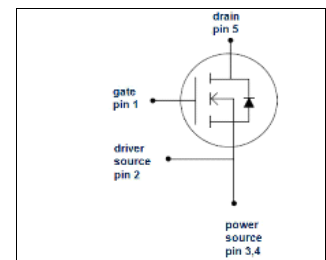 drain
pin 5
gate
pin 1
driver
source
pin 2
power
source
pin 3,4